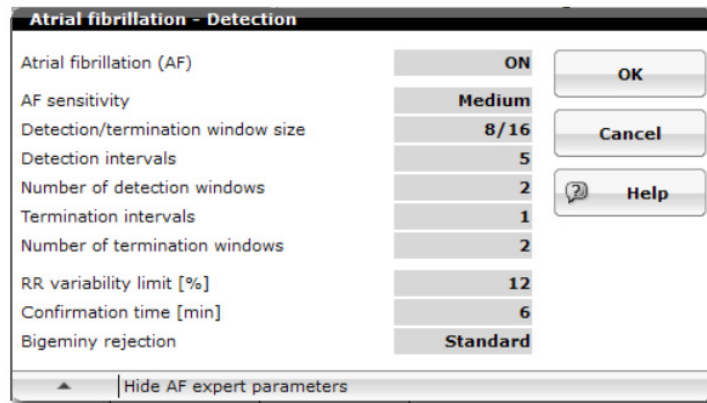 Atrial fibrillation - Detection
Atrial fibrillation (AF) ON
OK
AF sensitivity Medium
Detection/termination window size 8/16
Cancel
Detection intervals 5
Number of detection windows 2
Help
Termination intervals 1
Number of termination windows 2
RR variability limit [%] 12
Confirmation time [min] 6
Bigeminy rejection Standard
Hide AF expert parameters